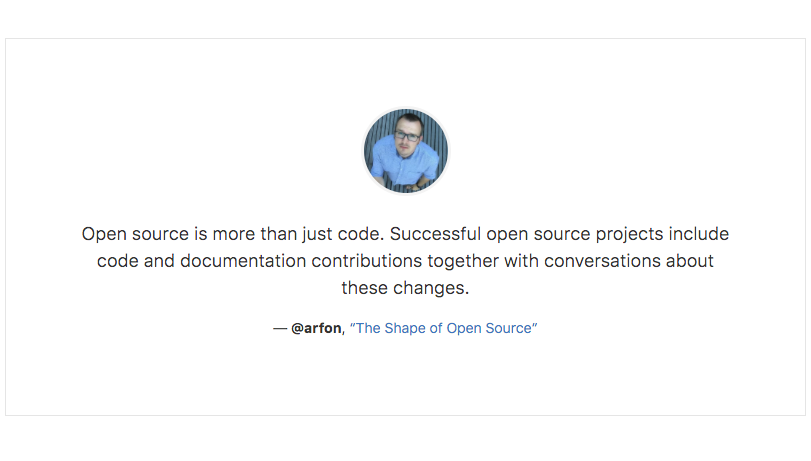 Open source is more than just code. Successful open source projects include
code and documentation contributions together with conversations about
these changes.
— @arfon, “The Shape of Open Source”